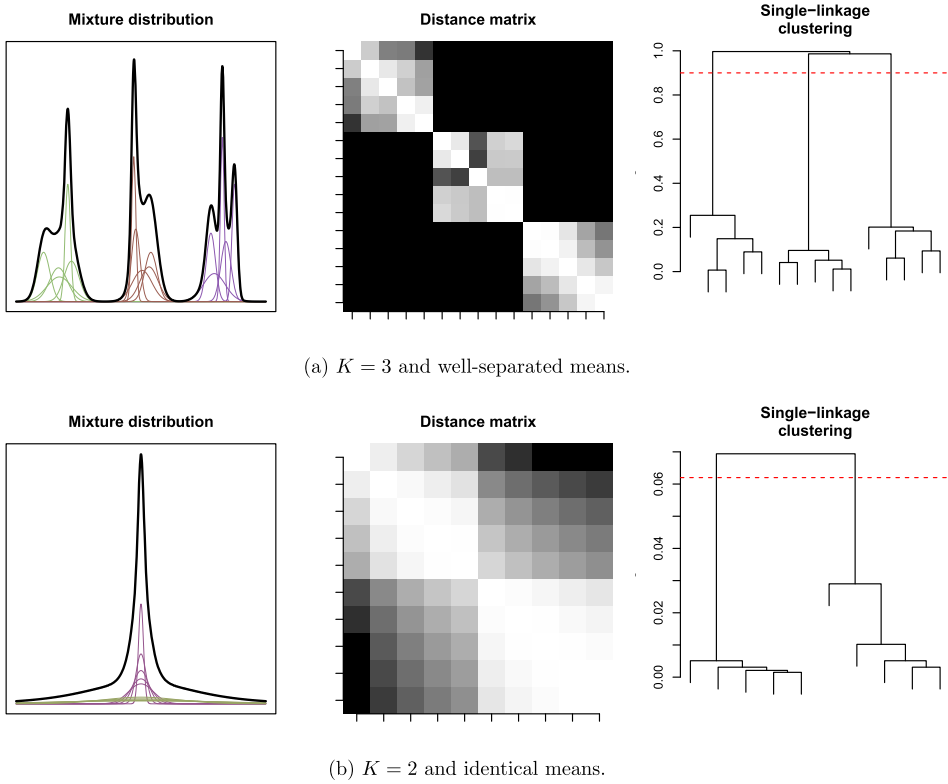 Mixture distribution
Distance matrix
Single−linkage
clustering
1.0
0.8
0.6
0.4
0.2
0.0
(a) K = 3 and well-separated means.
Mixture distribution
Distance matrix
Single−linkage
clustering
0.06
0.04
0.02
0.00
(b) K = 2 and identical means.